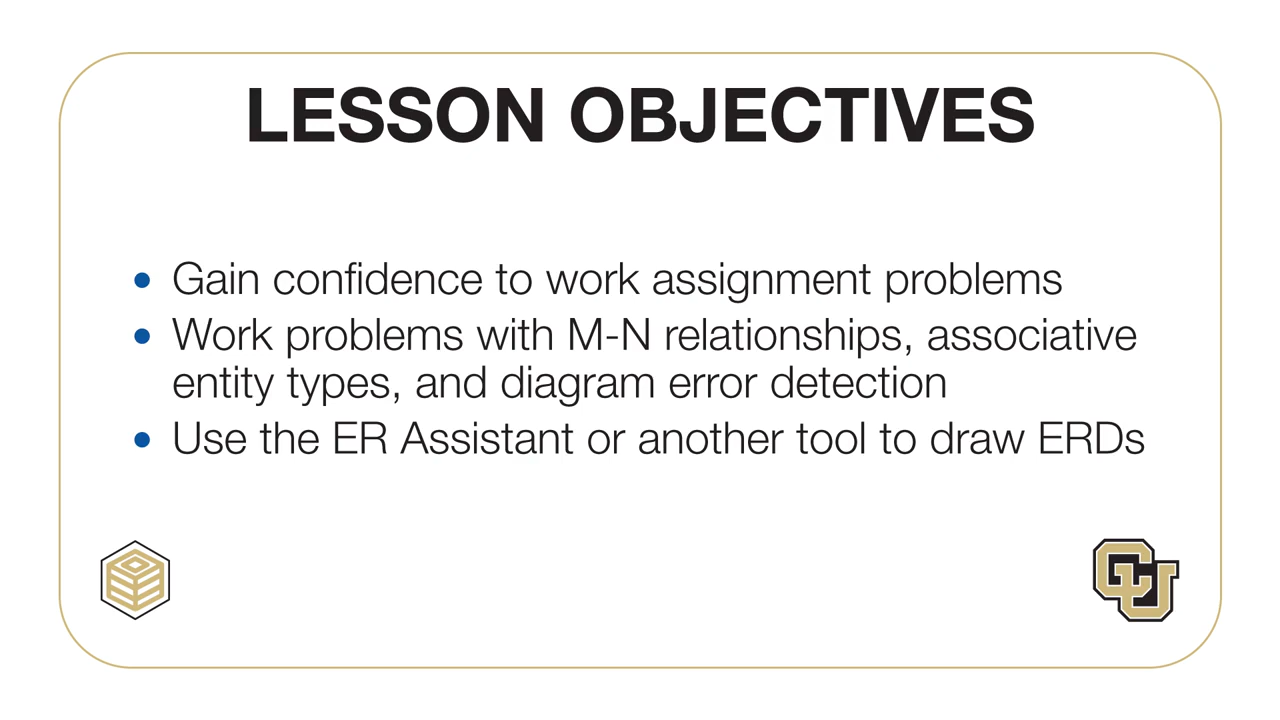 LESSON OBJECTIVES
• Gain confidence to work assignment problems
• Work problems with M-N relationships, associative
entity types, and diagram error detection
• Use the ER Assistant or another tool to draw ERDs
CU